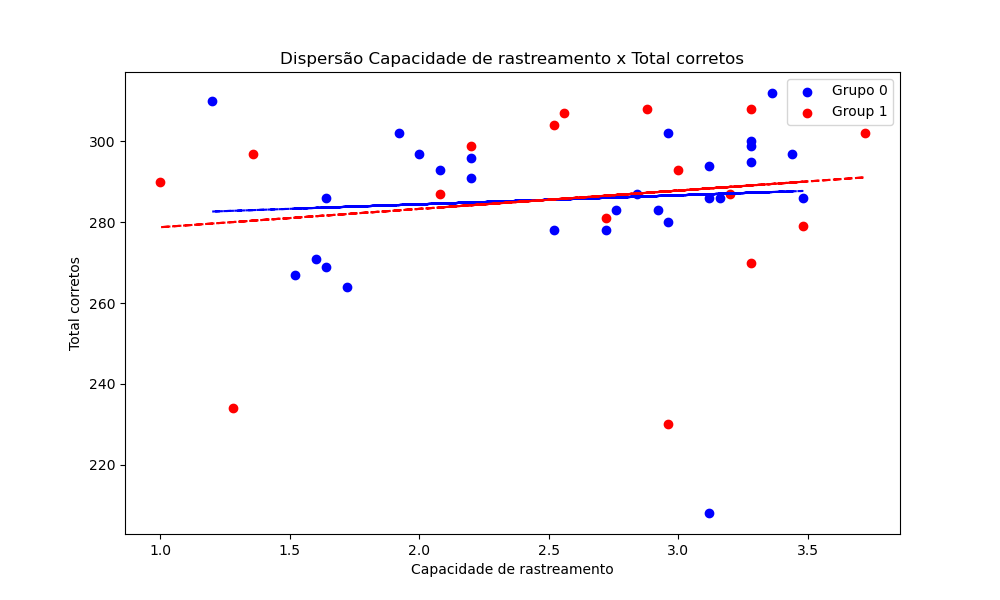 Dispersão Capacidade de rastreamento x Total corretos
Grupo 0
Group 1
300
280
260
240
220
Total corretos
1.0
1.5
2.0
2.5
3.0
3.5
Capacidade de rastreamento